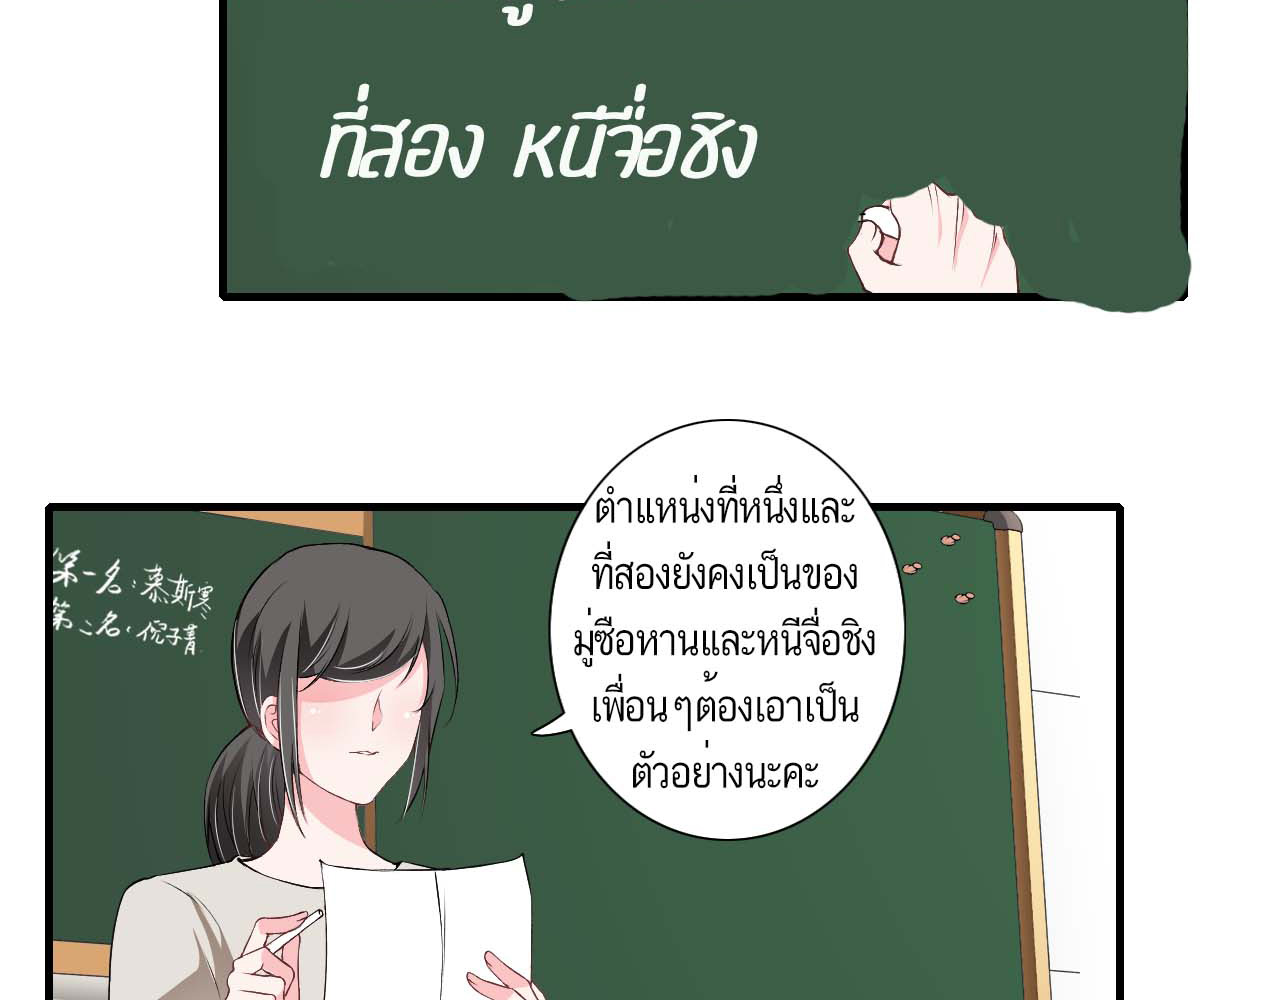 ที่สอง หนีจื่อชิง
ตำแหน่งที่หนึ่งและ
ที่สองยังคงเป็นของ
มู่ซือหานและหนีจื่อชิง
เพื่อนๆต้องเอาเป็น
ตัวอย่างนะคะ
第一名：慕斯寒
第二名：倪子青